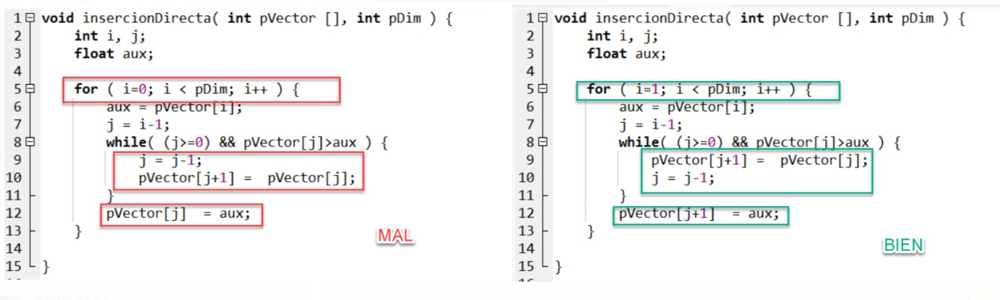 1 void insercionDirecta( int pVector [], int pDim ) {
2 int i, j;
3 float aux;
4
5 for ( i=0; i < pDim; i++ ) {
6 aux = pVector[i];
7 j = i-1;
8 while( (j>=0) && pVector[j]>aux ) {
9 j = j-1;
10 pVector[j+1] = pVector[j];
11 }
12 pVector[j] = aux;
13 }
MAL
14
15 }
1 void insercionDirecta( int pVector [], int pDim ) {
2 int i, j;
3 float aux;
4
5 for ( i=1; i < pDim; i++ ) {
6 aux = pVector[i];
7 j = i-1;
8 while( (j>=0) && pVector[j]>aux ) {
9 pVector[j+1] = pVector[j];
10 j = j-1;
11 }
12 pVector[j+1] = aux;
13 }
14
BIEN
15 }